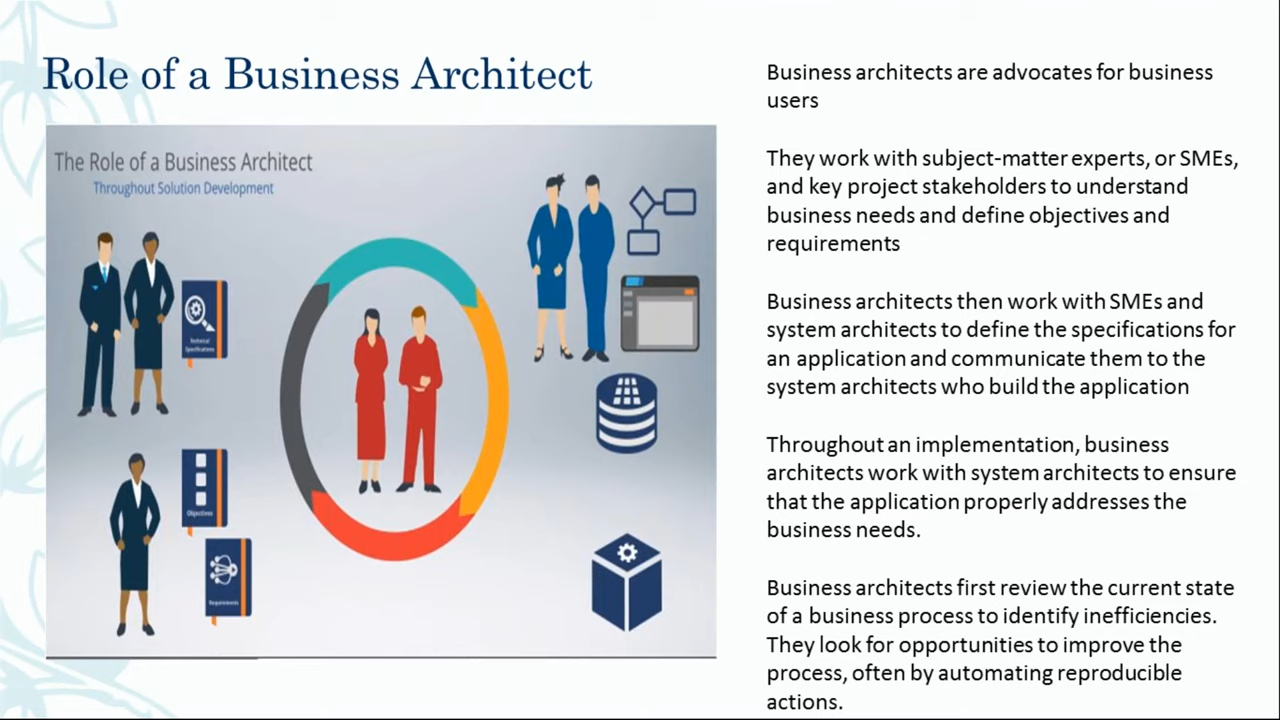 Role of a Business Architect
The Role of a Business Architect
Throughout Solution Development
Technical
Specifications
Objectives
Requirements
Business architects are advocates for business
users
They work with subject-matter experts, or SMEs,
and key project stakeholders to understand
business needs and define objectives and
requirements
Business architects then work with SMEs and
system architects to define the specifications for
an application and communicate them to the
system architects who build the application
Throughout an implementation, business
architects work with system architects to ensure
that the application properly addresses the
business needs.
Business architects first review the current state
of a business process to identify inefficiencies.
They look for opportunities to improve the
process, often by automating reproducible
actions.